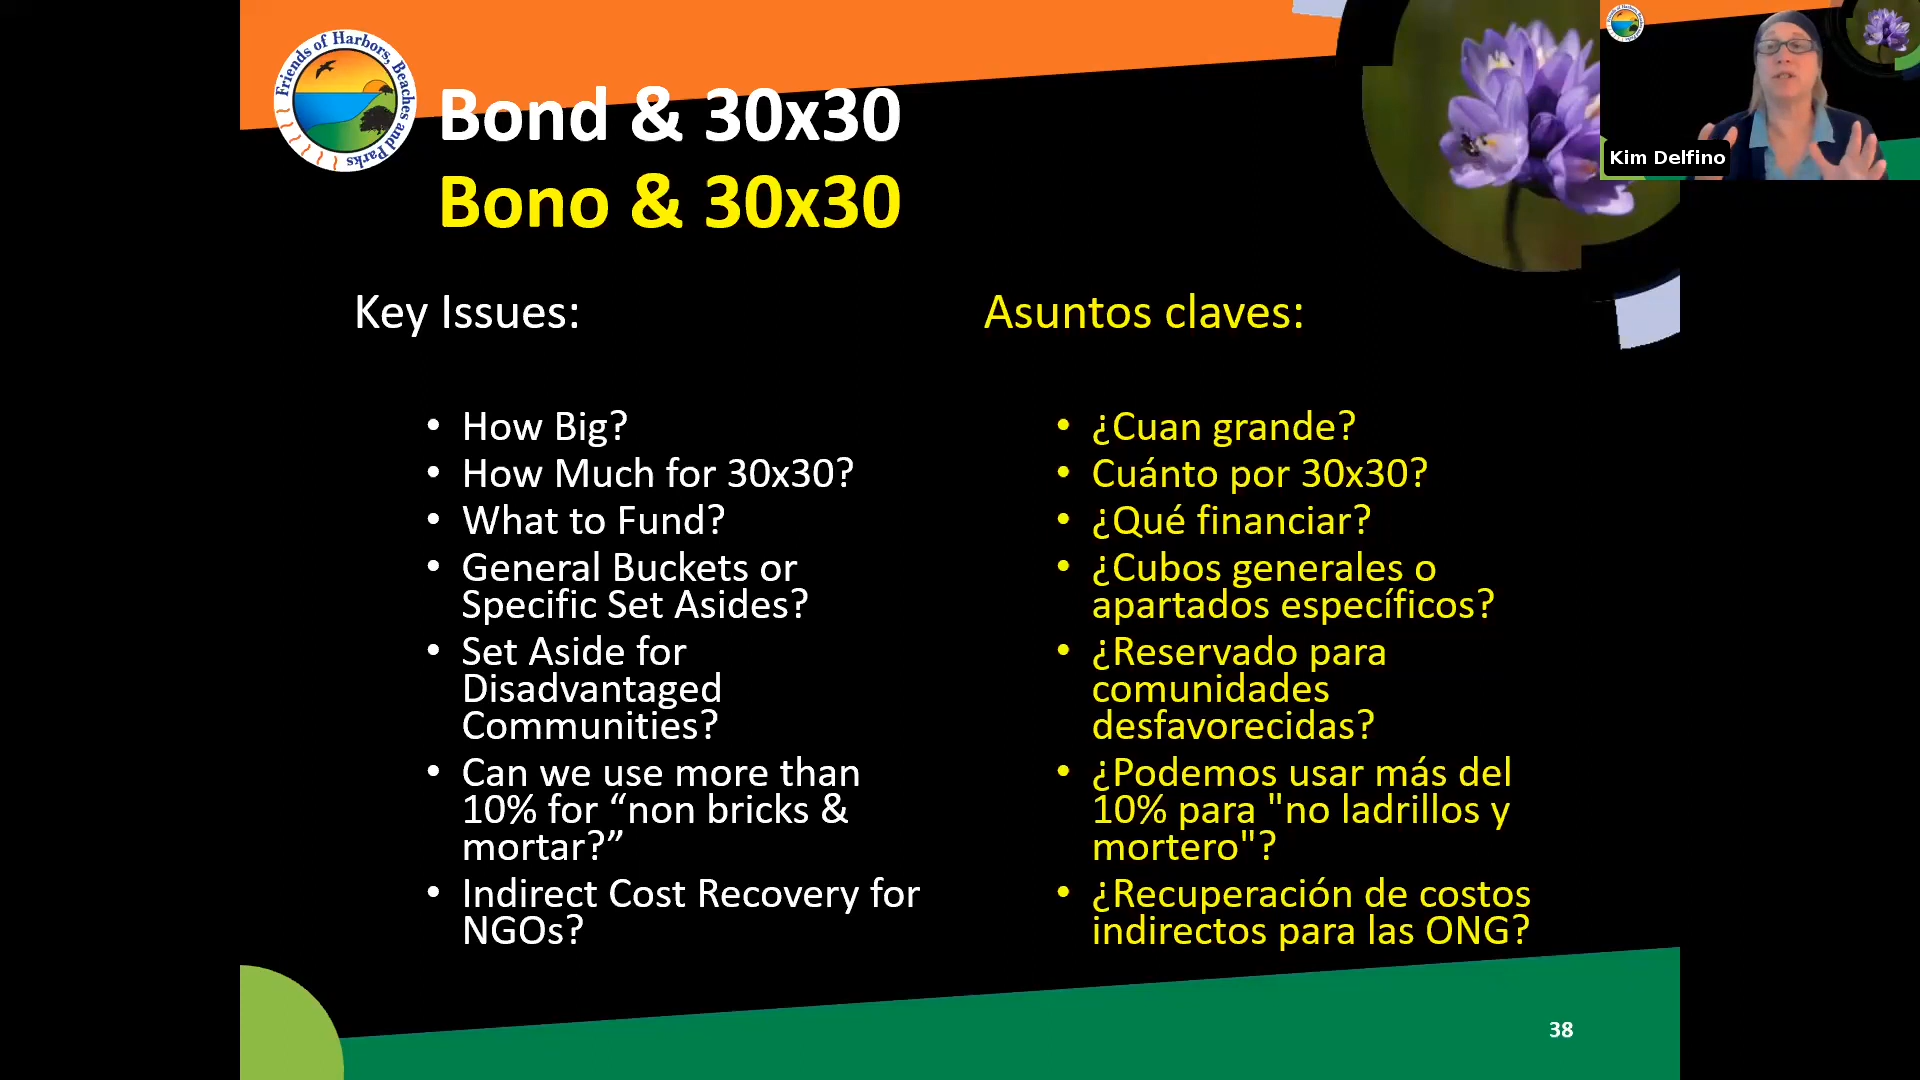 Friends of Harbors, Beaches and Parks
Bond & 30x30
Bono & 30x30
Kim Delfino
Key Issues:
• How Big?
• How Much for 30x30?
• What to Fund?
• General Buckets or
Specific Set Asides?
• Set Aside for
Disadvantaged
Communities?
• Can we use more than
10% for “non bricks &
mortar?”
• Indirect Cost Recovery for
NGOs?
Asuntos claves:
• ¿Cuan grande?
• Cuánto por 30x30?
• ¿Qué financiar?
• ¿Cubos generales o
apartados específicos?
• ¿Reservado para
comunidades
desfavorecidas?
• ¿Podemos usar más del
10% para "no ladrillos y
mortero"?
• ¿Recuperación de costos
indirectos para las ONG?
38